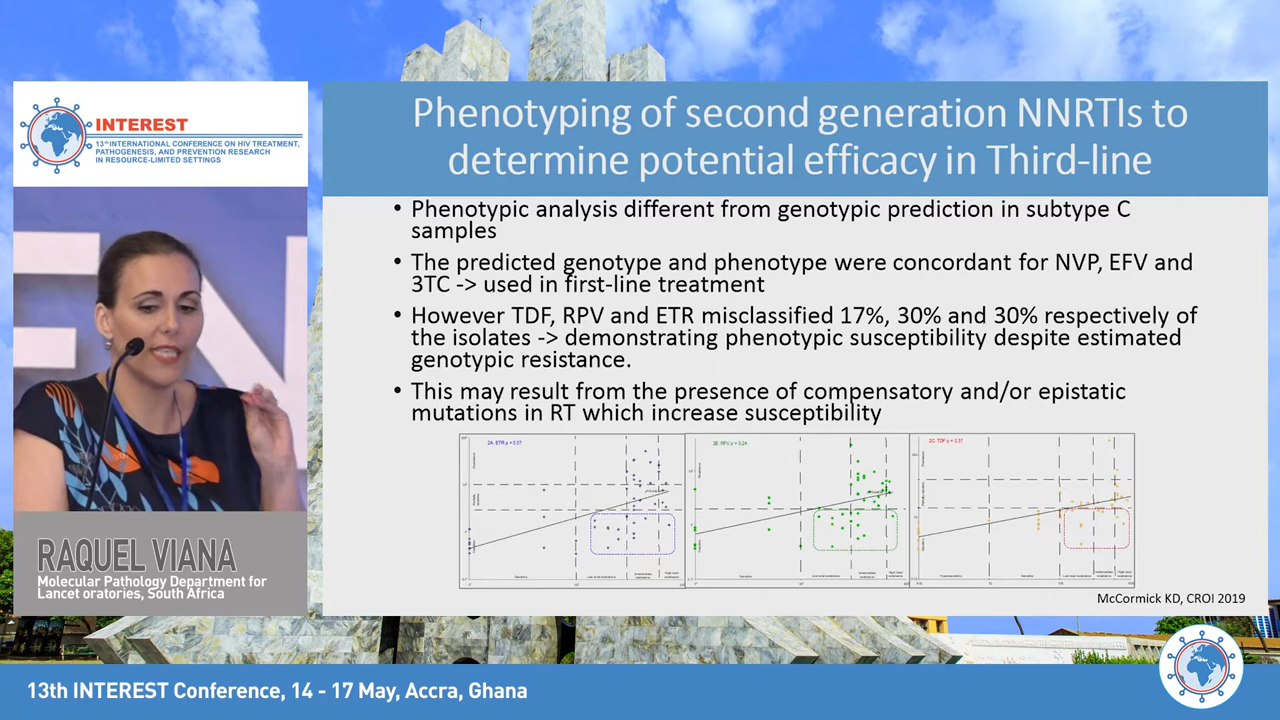 INTEREST
13th INTERNATIONAL CONFERENCE ON HIV TREATMENT,
PATHOGENESIS, AND PREVENTION RESEARCH
IN RESOURCE-LIMITED SETTINGS
RAQUEL VIANA
Molecular Pathology Department for
Lancet oratories, South Africa
Phenotyping of second generation NNRTIs to
determine potential efficacy in Third-line
• Phenotypic analysis different from genotypic prediction in subtype C
samples
• The predicted genotype and phenotype were concordant for NVP, EFV and
3TC -> used in first-line treatment
• However TDF, RPV and ETR misclassified 17%, 30% and 30% respectively of
the isolates -> demonstrating phenotypic susceptibility despite estimated
genotypic resistance.
• This may result from the presence of compensatory and/or epistatic
mutations in RT which increase susceptibility
McCormick KD, CROI 2019
13th INTEREST Conference, 14 - 17 May, Accra, Ghana